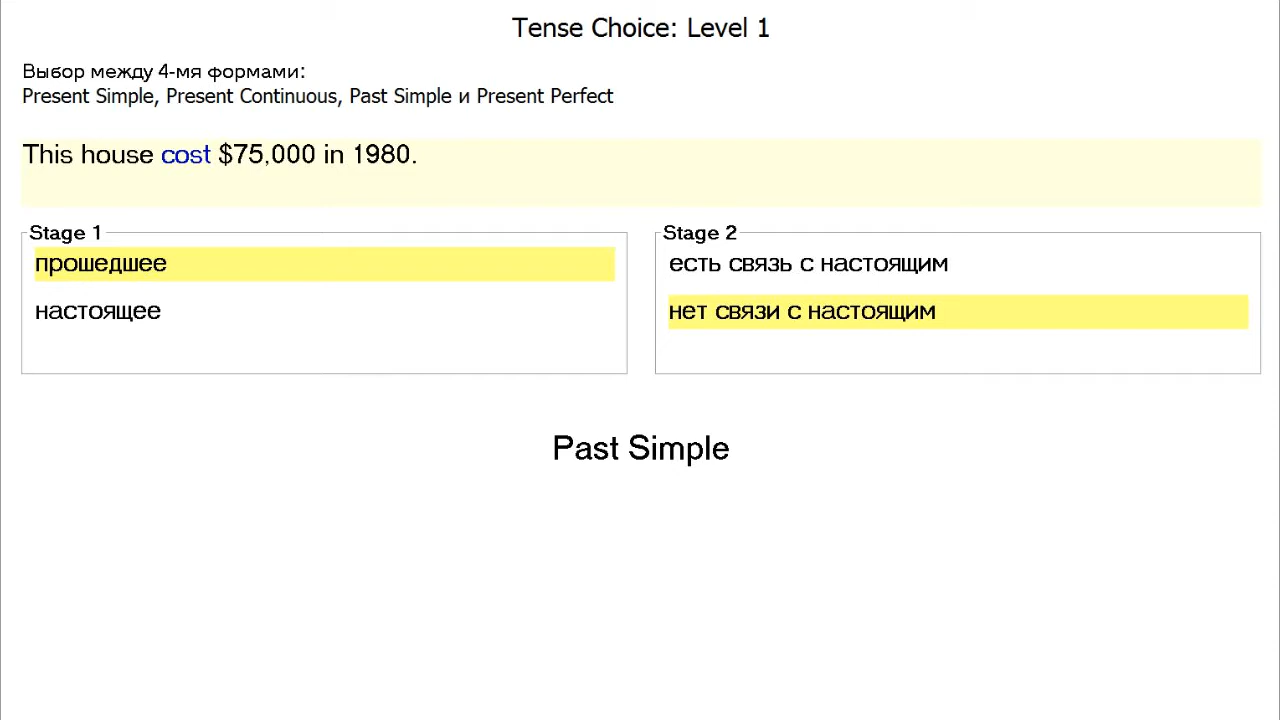 Tense Choice: Level 1
Выбор между 4-мя формами:
Present Simple, Present Continuous, Past Simple и Present Perfect
This house cost $75,000 in 1980.
Stage 1
прошедшее
настоящее
Stage 2
есть связь с настоящим
нет связи с настоящим
Past Simple